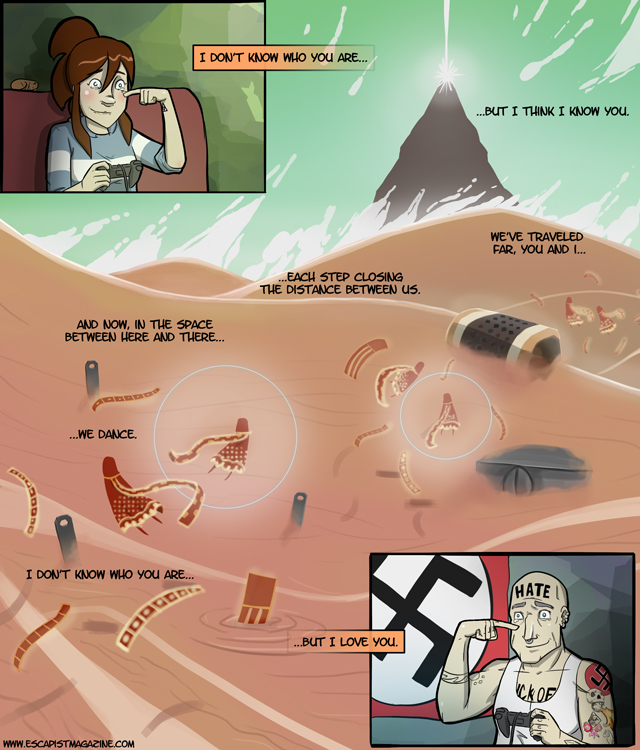 I DON'T KNOW WHO YOU ARE...
...BUT I THINK I KNOW YOU.
WE'VE TRAVELED
FAR, YOU AND I...
...EACH STEP CLOSING
THE DISTANCE BETWEEN US.
AND NOW, IN THE SPACE
BETWEEN HERE AND THERE...
...WE DANCE.
I DON'T KNOW WHO YOU ARE...
...BUT I LOVE YOU.
HATE
WWW.ESCAPISTMAGAZINE.COM